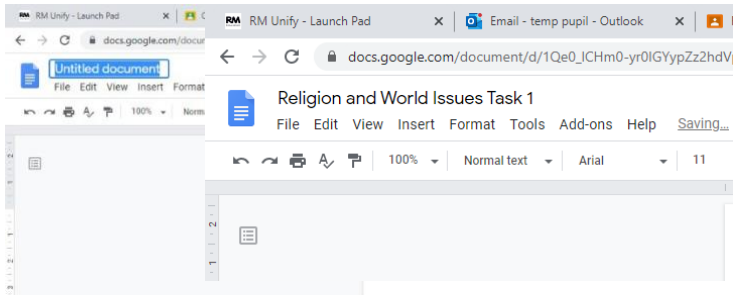 RM Unify - Launch Pad
docs.google.com/docur
Untitled document
File Edit View Insert Format
100% Norm
RM Unify - Launch Pad Email - temp pupil - Outlook
docs.google.com/document/d/1Qe0_ICHm0-yr0IGYypZz2hdV
Religion and World Issues Task 1
File Edit View Insert Format Tools Add-ons Help Saving...
100% Normal text Arial 11